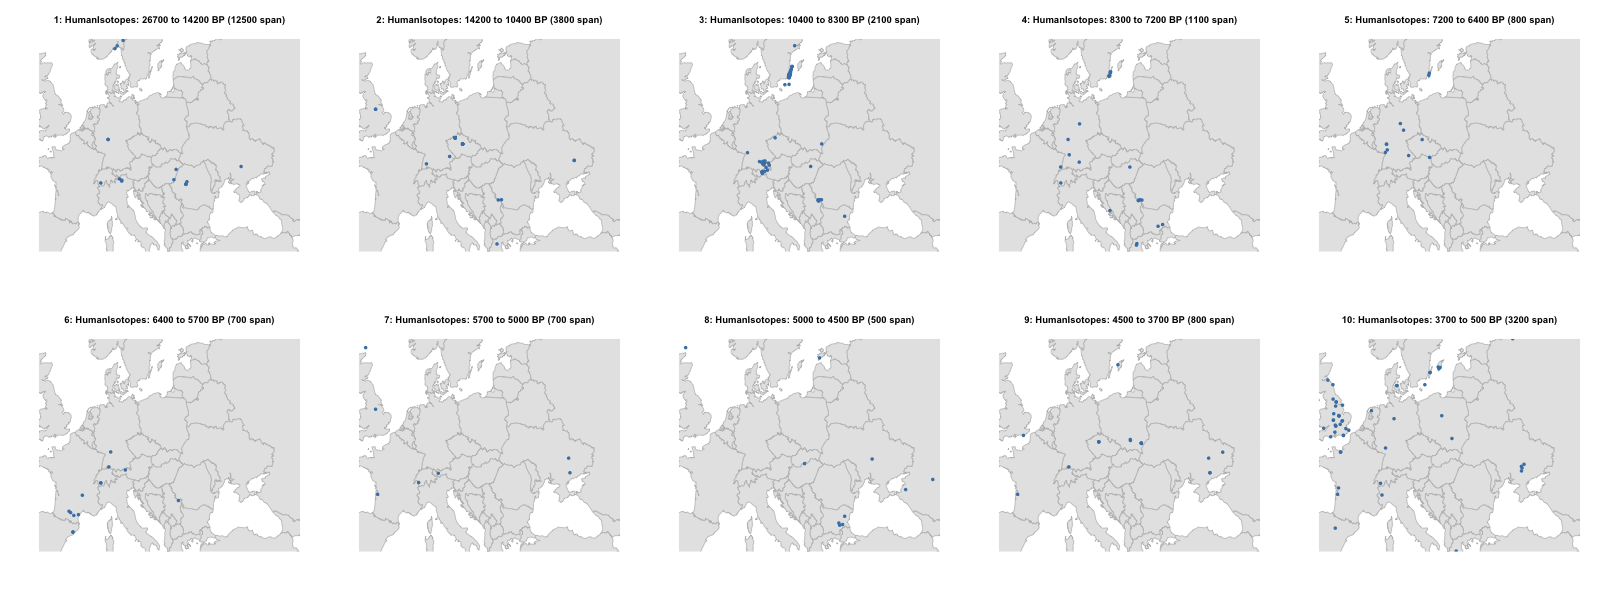 1: HumanIsotopes: 26700 to 14200 BP (12500 span)
2: HumanIsotopes: 14200 to 10400 BP (3800 span)
3: HumanIsotopes: 10400 to 8300 BP (2100 span)
4: HumanIsotopes: 8300 to 7200 BP (1100 span)
5: HumanIsotopes: 7200 to 6400 BP (800 span)
6: HumanIsotopes: 6400 to 5700 BP (700 span)
7: HumanIsotopes: 5700 to 5000 BP (700 span)
8: HumanIsotopes: 5000 to 4500 BP (500 span)
9: HumanIsotopes: 4500 to 3700 BP (800 span)
10: HumanIsotopes: 3700 to 500 BP (3200 span)